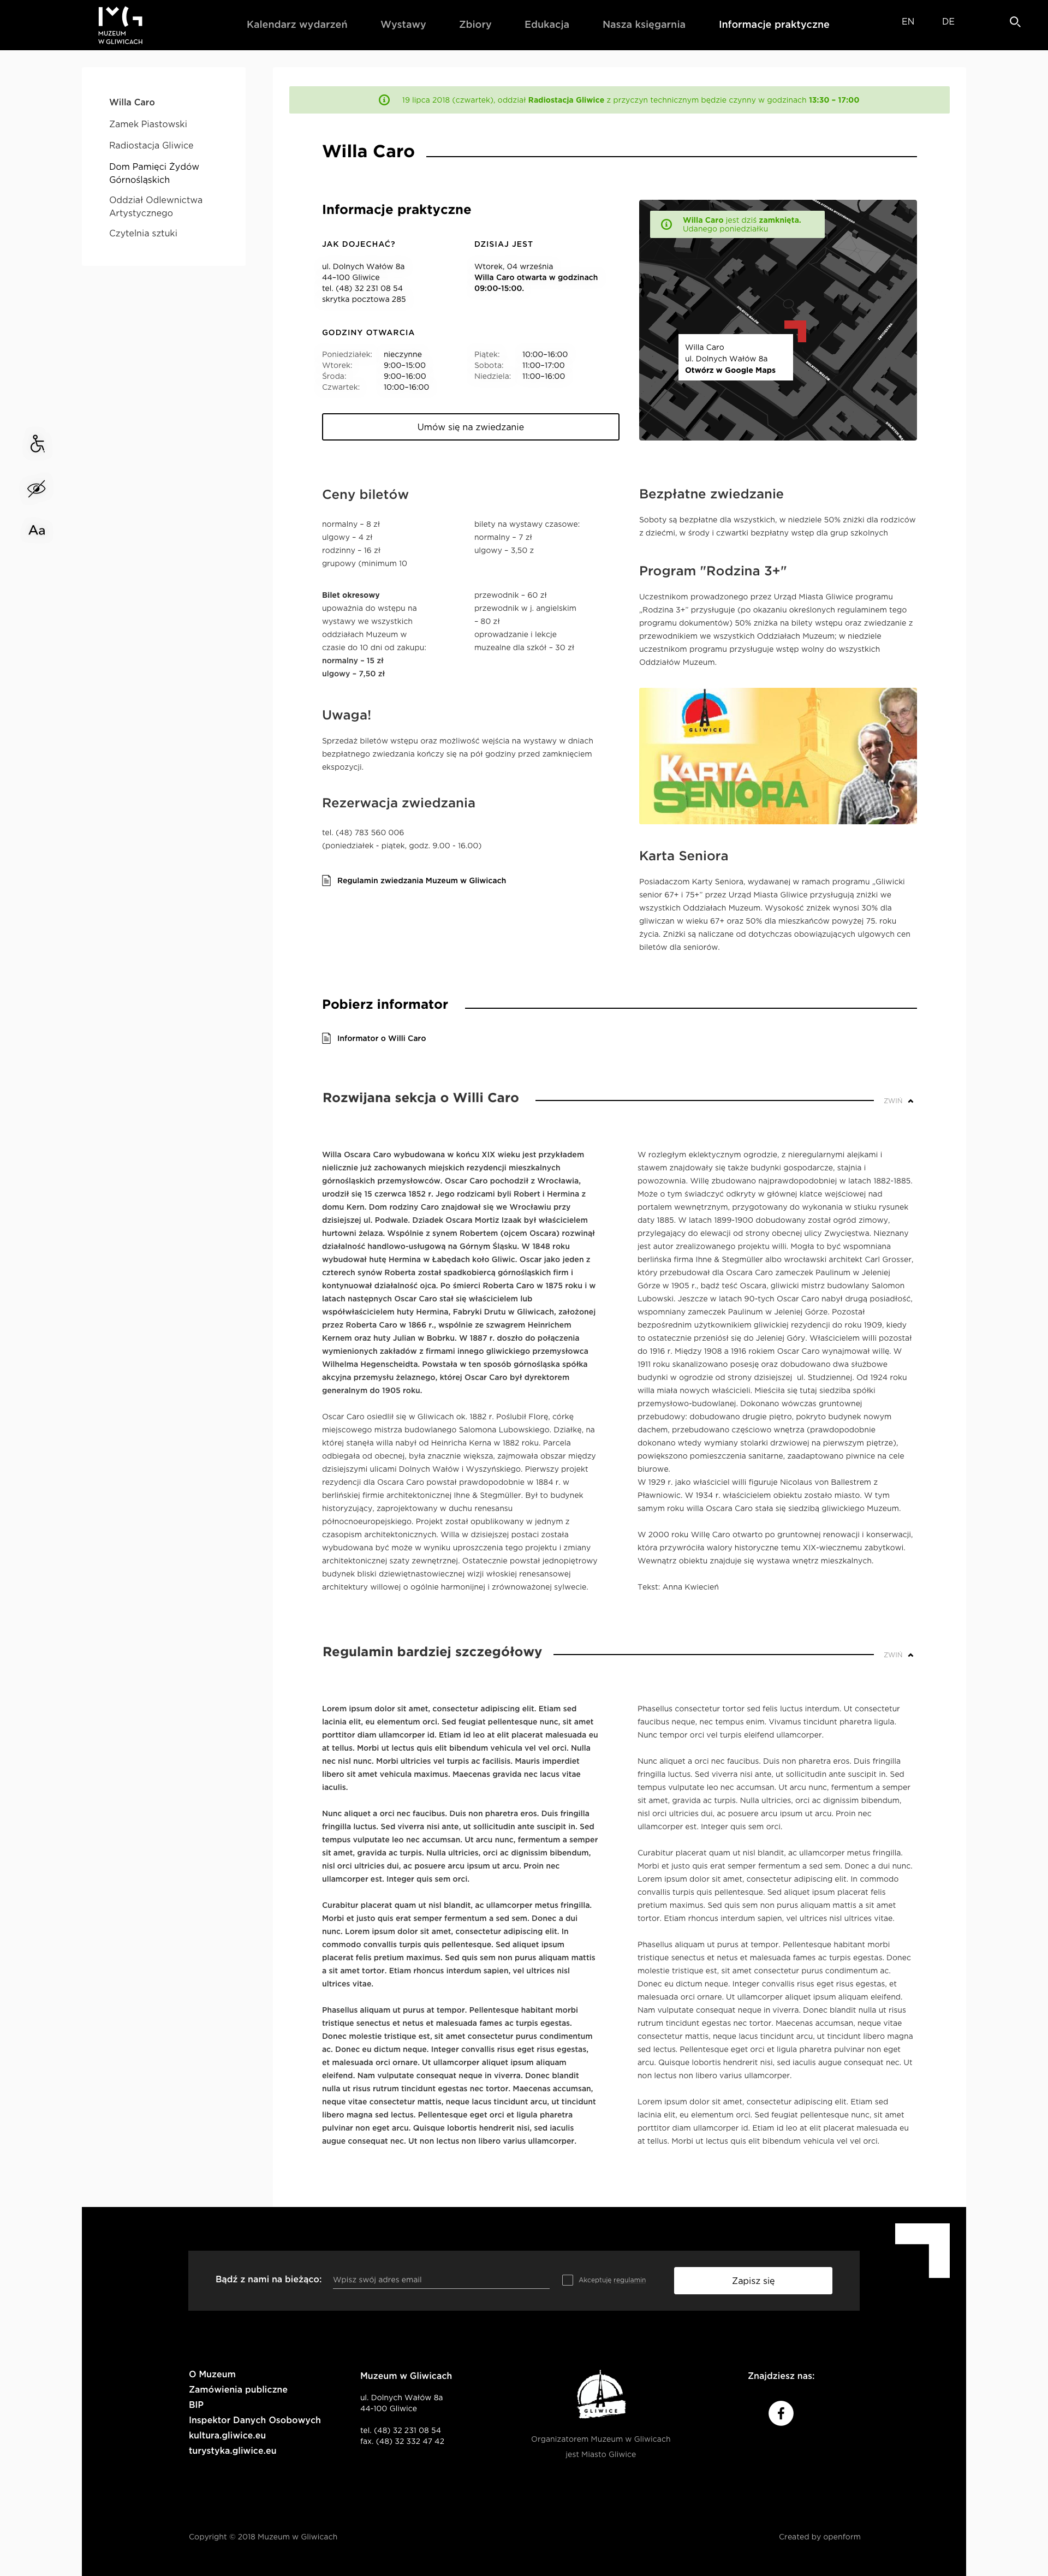 MUZEUM
W GLIWICACH
Kalendarz wydarzeń
Wystawy
Zbiory
Edukacja
Nasza księgarnia
Informacje praktyczne
EN
DE
Willa Caro
Zamek Piastowski
Radiostacja Gliwice
Dom Pamięci Żydów
Górnośląskich
Oddział Odlewnictwa
Artystycznego
Czytelnia sztuki
Aa
19 lipca 2018 (czwartek), oddział Radiostacja Gliwice z przyczyn technicznym będzie czynny w godzinach 13:30 – 17:00
Willa Caro
Informacje praktyczne
JAK DOJECHAĆ?
ul. Dolnych Wałów 8a
44–100 Gliwice
tel. (48) 32 231 08 54
skrytka pocztowa 285
DZISIAJ JEST
Wtorek, 04 września
Willa Caro otwarta w godzinach
09:00-15:00.
GODZINY OTWARCIA
Poniedziałek: nieczynne
Wtorek: 9:00–15:00
Środa: 9:00–16:00
Czwartek: 10:00–16:00
Piątek: 10:00–16:00
Sobota: 11:00–17:00
Niedziela: 11:00–16:00
Umów się na zwiedzanie
Willa Caro jest dziś zamknięta.
Udanego poniedziałku
Willa Caro
ul. Dolnych Wałów 8a
Otwórz w Google Maps
Ceny biletów
normalny – 8 zł
ulgowy – 4 zł
rodzinny – 16 zł
grupowy (minimum 10
bilety na wystawy czasowe:
normalny – 7 zł
ulgowy – 3,50 z
Bilet okresowy
upoważnia do wstępu na
wystawy we wszystkich
oddziałach Muzeum w
czasie do 10 dni od zakupu:
normalny – 15 zł
ulgowy – 7,50 zł
przewodnik – 60 zł
przewodnik w j. angielskim
– 80 zł
oprowadzanie i lekcje
muzealne dla szkół – 30 zł
Uwaga!
Sprzedaż biletów wstępu oraz możliwość wejścia na wystawy w dniach
bezpłatnego zwiedzania kończy się na pół godziny przed zamknięciem
ekspozycji.
Rezerwacja zwiedzania
tel. (48) 783 560 006
(poniedziałek - piątek, godz. 9.00 - 16.00)
Regulamin zwiedzania Muzeum w Gliwicach
Bezpłatne zwiedzanie
Soboty są bezpłatne dla wszystkich, w niedziele 50% zniżki dla rodziców
z dziećmi, w środy i czwartki bezpłatny wstęp dla grup szkolnych
Program "Rodzina 3+"
Uczestnikom prowadzonego przez Urząd Miasta Gliwice programu
„Rodzina 3+” przysługuje (po okazaniu określonych regulaminem tego
programu dokumentów) 50% zniżka na bilety wstępu oraz zwiedzanie z
przewodnikiem we wszystkich Oddziałach Muzeum; w niedziele
uczestnikom programu przysługuje wstęp wolny do wszystkich
Oddziałów Muzeum.
GLIWICE
KARTA
SENIORA
Karta Seniora
Posiadaczom Karty Seniora, wydawanej w ramach programu „Gliwicki
senior 67+ i 75+” przez Urząd Miasta Gliwice przysługują zniżki we
wszystkich Oddziałach Muzeum. Wysokość zniżek wynosi 30% dla
gliwiczan w wieku 67+ oraz 50% dla mieszkańców powyżej 75. roku
życia. Zniżki są naliczane od dotychczas obowiązujących ulgowych cen
biletów dla seniorów.
Pobierz informator
Informator o Willi Caro
Rozwijana sekcja o Willi Caro
ZWIŃ
Willa Oscara Caro wybudowana w końcu XIX wieku jest przykładem
nielicznie już zachowanych miejskich rezydencji mieszkalnych
górnośląskich przemysłowców. Oscar Caro pochodził z Wrocławia,
urodził się 15 czerwca 1852 r. Jego rodzicami byli Robert i Hermina z
domu Kern. Dom rodziny Caro znajdował się we Wrocławiu przy
dzisiejszej ul. Podwale. Dziadek Oscara Mortiz Izaak był właścicielem
hurtowni żelaza. Wspólnie z synem Robertem (ojcem Oscara) rozwinął
działalność handlowo-usługową na Górnym Śląsku. W 1848 roku
wybudował hutę Hermina w Łabędach koło Gliwic. Oscar jako jeden z
czterech synów Roberta został spadkobiercą górnośląskich firm i
kontynuował działalność ojca. Po śmierci Roberta Caro w 1875 roku i w
latach następnych Oscar Caro stał się właścicielem lub
współwłaścicielem huty Hermina, Fabryki Drutu w Gliwicach, założonej
przez Roberta Caro w 1866 r., wspólnie ze szwagrem Heinrichem
Kernem oraz huty Julian w Bobrku. W 1887 r. doszło do połączenia
wymienionych zakładów z firmami innego gliwickiego przemysłowca
Wilhelma Hegenscheidta. Powstała w ten sposób górnośląska spółka
akcyjna przemysłu żelaznego, której Oscar Caro był dyrektorem
generalnym do 1905 roku.
Oscar Caro osiedlił się w Gliwicach ok. 1882 r. Poślubił Florę, córkę
miejscowego mistrza budowlanego Salomona Lubowskiego. Działkę, na
której stanęła willa nabył od Heinricha Kerna w 1882 roku. Parcela
odbiegała od obecnej, była znacznie większa, zajmowała obszar między
dzisiejszymi ulicami Dolnych Wałów i Wyszyńskiego. Pierwszy projekt
rezydencji dla Oscara Caro powstał prawdopodobnie w 1884 r. w
berlińskiej firmie architektonicznej Ihne & Stegmüller. Był to budynek
historyzujący, zaprojektowany w duchu renesansu
północnoeuropejskiego. Projekt został opublikowany w jednym z
czasopism architektonicznych. Willa w dzisiejszej postaci została
wybudowana być może w wyniku uproszczenia tego projektu i zmiany
architektonicznej szaty zewnętrznej. Ostatecznie powstał jednopiętrowy
budynek bliski dziewiętnastowiecznej wizji włoskiej renesansowej
architektury willowej o ogólnie harmonijnej i zrównoważonej sylwecie.
W rozległym eklektycznym ogrodzie, z nieregularnymi alejkami i
stawem znajdowały się także budynki gospodarcze, stajnia i
powozownia. Willę zbudowano najprawdopodobniej w latach 1882-1885.
Może o tym świadczyć odkryty w głównej klatce wejściowej nad
portalem wewnętrznym, przygotowany do wykonania w stiuku rysunek
daty 1885. W latach 1899-1900 dobudowany został ogród zimowy,
przylegający do elewacji od strony obecnej ulicy Zwycięstwa. Nieznany
jest autor zrealizowanego projektu willi. Mogła to być wspomniana
berlińska firma Ihne & Stegmüller albo wrocławski architekt Carl Grosser,
który przebudował dla Oscara Caro zameczek Paulinum w Jeleniej
Górze w 1905 r., bądź teść Oscara, gliwicki mistrz budowlany Salomon
Lubowski. Jeszcze w latach 90-tych Oscar Caro nabył drugą posiadłość,
wspomniany zameczek Paulinum w Jeleniej Górze. Pozostał
bezpośrednim użytkownikiem gliwickiej rezydencji do roku 1909, kiedy
to ostatecznie przeniósł się do Jeleniej Góry. Właścicielem willi pozostał
do 1916 r. Między 1908 a 1916 rokiem Oscar Caro wynajmował willę. W
1911 roku skanalizowano posesję oraz dobudowano dwa służbowe
budynki w ogrodzie od strony dzisiejszej  ul. Studziennej. Od 1924 roku
willa miała nowych właścicieli. Mieściła się tutaj siedziba spółki
przemysłowo-budowlanej. Dokonano wówczas gruntownej
przebudowy: dobudowano drugie piętro, pokryto budynek nowym
dachem, przebudowano częściowo wnętrza (prawdopodobnie
dokonano wtedy wymiany stolarki drzwiowej na pierwszym piętrze),
powiększono pomieszczenia sanitarne, zaadaptowano piwnice na cele
biurowe.
W 1929 r. jako właściciel willi figuruje Nicolaus von Ballestrem z
Pławniowic. W 1934 r. właścicielem obiektu zostało miasto. W tym
samym roku willa Oscara Caro stała się siedzibą gliwickiego Muzeum.
W 2000 roku Willę Caro otwarto po gruntownej renowacji i konserwacji,
która przywróciła walory historyczne temu XIX-wiecznemu zabytkowi.
Wewnątrz obiektu znajduje się wystawa wnętrz mieszkalnych.
Tekst: Anna Kwiecień
Regulamin bardziej szczegółowy
ZWIŃ
Lorem ipsum dolor sit amet, consectetur adipiscing elit. Etiam sed
lacinia elit, eu elementum orci. Sed feugiat pellentesque nunc, sit amet
porttitor diam ullamcorper id. Etiam id leo at elit placerat malesuada eu
at tellus. Morbi ut lectus quis elit bibendum vehicula vel vel orci. Nulla
nec nisl nunc. Morbi ultricies vel turpis ac facilisis. Mauris imperdiet
libero sit amet vehicula maximus. Maecenas gravida nec lacus vitae
iaculis.
Nunc aliquet a orci nec faucibus. Duis non pharetra eros. Duis fringilla
fringilla luctus. Sed viverra nisi ante, ut sollicitudin ante suscipit in. Sed
tempus vulputate leo nec accumsan. Ut arcu nunc, fermentum a semper
sit amet, gravida ac turpis. Nulla ultricies, orci ac dignissim bibendum,
nisl orci ultricies dui, ac posuere arcu ipsum ut arcu. Proin nec
ullamcorper est. Integer quis sem orci.
Curabitur placerat quam ut nisl blandit, ac ullamcorper metus fringilla.
Morbi et justo quis erat semper fermentum a sed sem. Donec a dui
nunc. Lorem ipsum dolor sit amet, consectetur adipiscing elit. In
commodo convallis turpis quis pellentesque. Sed aliquet ipsum
placerat felis pretium maximus. Sed quis sem non purus aliquam mattis
a sit amet tortor. Etiam rhoncus interdum sapien, vel ultrices nisl
ultrices vitae.
Phasellus aliquam ut purus at tempor. Pellentesque habitant morbi
tristique senectus et netus et malesuada fames ac turpis egestas.
Donec molestie tristique est, sit amet consectetur purus condimentum
ac. Donec eu dictum neque. Integer convallis risus eget risus egestas,
et malesuada orci ornare. Ut ullamcorper aliquet ipsum aliquam
eleifend. Nam vulputate consequat neque in viverra. Donec blandit
nulla ut risus rutrum tincidunt egestas nec tortor. Maecenas accumsan,
neque vitae consectetur mattis, neque lacus tincidunt arcu, ut tincidunt
libero magna sed lectus. Pellentesque eget orci et ligula pharetra
pulvinar non eget arcu. Quisque lobortis hendrerit nisi, sed iaculis
augue consequat nec. Ut non lectus non libero varius ullamcorper.
Phasellus consectetur tortor sed felis luctus interdum. Ut consectetur
faucibus neque, nec tempus enim. Vivamus tincidunt pharetra ligula.
Nunc tempor orci vel turpis eleifend ullamcorper.
Nunc aliquet a orci nec faucibus. Duis non pharetra eros. Duis fringilla
fringilla luctus. Sed viverra nisi ante, ut sollicitudin ante suscipit in. Sed
tempus vulputate leo nec accumsan. Ut arcu nunc, fermentum a semper
sit amet, gravida ac turpis. Nulla ultricies, orci ac dignissim bibendum,
nisl orci ultricies dui, ac posuere arcu ipsum ut arcu. Proin nec
ullamcorper est. Integer quis sem orci.
Curabitur placerat quam ut nisl blandit, ac ullamcorper metus fringilla.
Morbi et justo quis erat semper fermentum a sed sem. Donec a dui nunc.
Lorem ipsum dolor sit amet, consectetur adipiscing elit. In commodo
convallis turpis quis pellentesque. Sed aliquet ipsum placerat felis
pretium maximus. Sed quis sem non purus aliquam mattis a sit amet
tortor. Etiam rhoncus interdum sapien, vel ultrices nisl ultrices vitae.
Phasellus aliquam ut purus at tempor. Pellentesque habitant morbi
tristique senectus et netus et malesuada fames ac turpis egestas. Donec
molestie tristique est, sit amet consectetur purus condimentum ac.
Donec eu dictum neque. Integer convallis risus eget risus egestas, et
malesuada orci ornare. Ut ullamcorper aliquet ipsum aliquam eleifend.
Nam vulputate consequat neque in viverra. Donec blandit nulla ut risus
rutrum tincidunt egestas nec tortor. Maecenas accumsan, neque vitae
consectetur mattis, neque lacus tincidunt arcu, ut tincidunt libero magna
sed lectus. Pellentesque eget orci et ligula pharetra pulvinar non eget
arcu. Quisque lobortis hendrerit nisi, sed iaculis augue consequat nec. Ut
non lectus non libero varius ullamcorper.
Lorem ipsum dolor sit amet, consectetur adipiscing elit. Etiam sed
lacinia elit, eu elementum orci. Sed feugiat pellentesque nunc, sit amet
porttitor diam ullamcorper id. Etiam id leo at elit placerat malesuada eu
at tellus. Morbi ut lectus quis elit bibendum vehicula vel vel orci.
Bądź z nami na bieżąco:
Wpisz swój adres email
Akceptuję regulamin
Zapisz się
O Muzeum
Zamówienia publiczne
BIP
Inspektor Danych Osobowych
kultura.gliwice.eu
turystyka.gliwice.eu
Muzeum w Gliwicach
ul. Dolnych Wałów 8a
44-100 Gliwice
tel. (48) 32 231 08 54
fax. (48) 32 332 47 42
GLIWICE
Organizatorem Muzeum w Gliwicach
jest Miasto Gliwice
Znajdziesz nas:
Copyright © 2018 Muzeum w Gliwicach
Created by openform